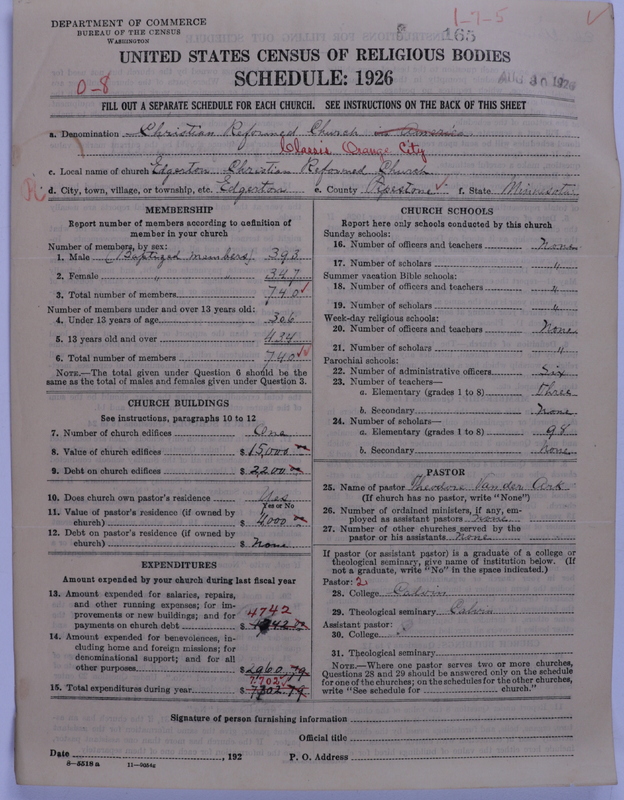 DEPARTMENT OF COMMERCE
BUREAU OF THE CENSUS
WASHINGTON
1-7-5
165
UNITED STATES CENSUS OF RELIGIOUS BODIES
SCHEDULE: 1926
AUG 30 1926
0-8
FILL OUT A SEPARATE SCHEDULE FOR EACH CHURCH. SEE INSTRUCTIONS ON THE BACK OF THIS SHEET
a. Denomination Christian Reformed Church in America
Classis Orange City
c. Local name of church Edgerton Christian Reformed Church
d. City, town, village, or township, etc. Edgerton e. County Pipestone f. State Minnesota
MEMBERSHIP
Report number of members according to definition of
member in your church
Number of members, by sex:
1. Male (Baptized members) 393
2. Female " " 347
3. Total number of members 740
Number of members under and over 13 years old:
4. Under 13 years of age 306
5. 13 years old and over 434
6. Total number of members 740
NOTE.—The total given under Question 6 should be the
same as the total of males and females given under Question 3.
CHURCH BUILDINGS
See instructions, paragraphs 10 to 12
7. Number of church edifices One
8. Value of church edifices $ 15,000
9. Debt on church edifices $ 2200
10. Does church own pastor's residence Yes
Yes or No
11. Value of pastor's residence (if owned by
church) $ 4000
12. Debt on pastor's residence (if owned by
church) $ None
EXPENDITURES
Amount expended by your church during last fiscal year
13. Amount expended for salaries, repairs,
and other running expenses; for im-
provements or new buildings; and for
payments on church debt $ 4742
14. Amount expended for benevolences, in-
cluding home and foreign missions; for
denominational support; and for all
other purposes $ 2960.79
7702
15. Total expenditures during year $
CHURCH SCHOOLS
Report here only schools conducted by this church
Sunday schools:
16. Number of officers and teachers None
17. Number of scholars "
Summer vacation Bible schools:
18. Number of officers and teachers "
19. Number of scholars "
Week-day religious schools:
20. Number of officers and teachers None
21. Number of scholars "
Parochial schools:
22. Number of administrative officers Six
23. Number of teachers—
a. Elementary (grades 1 to 8) three
b. Secondary None
24. Number of scholars—
a. Elementary (grades 1 to 8) 98
b. Secondary None
PASTOR
25. Name of pastor Theodore Vander Ark
(If church has no pastor, write "None")
26. Number of ordained ministers, if any, em-
ployed as assistant pastors None
27. Number of other churches served by the
pastor or his assistants None
If pastor (or assistant pastor) is a graduate of a college or
theological seminary, give name of institution below. (If
not a graduate, write "No" in the space indicated.)
Pastor: 2
28. College Calvin
29. Theological seminary Calvin
Assistant pastor:
30. College
31. Theological seminary
NOTE.—Where one pastor serves two or more churches,
Questions 28 and 29 should be answered only on the schedule
for one of the churches; on the schedules for the other churches,
write "See schedule for church."
Signature of person furnishing information
Official title
Date , 192 P. O. Address
8-5518 a 11-9054a